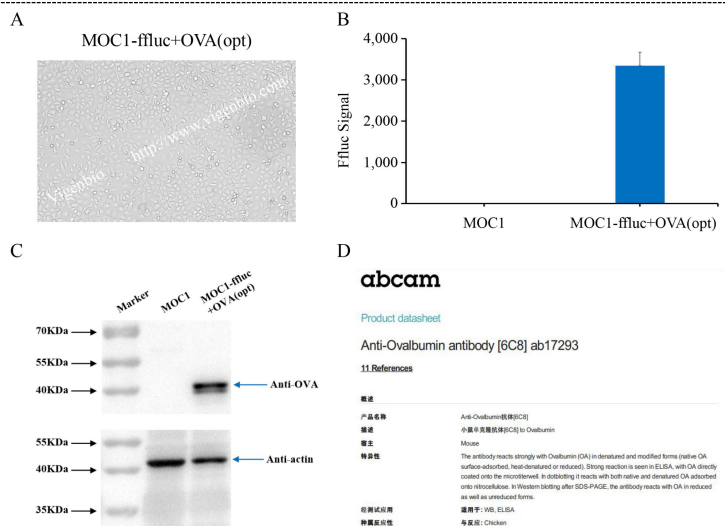 A
MOC1-ffluc+OVA(opt)
Vigenbio http://www.vigenbio.com/
B
Ffluc Signal
4,000
3,000
2,000
1,000
0
MOC1
MOC1-ffluc+OVA(opt)
C
Marker
MOC1
MOC1-ffluc
+OVA(opt)
70KDa
55KDa
40KDa
Anti-OVA
55KDa
40KDa
35KDa
Anti-actin
D
abcam
Product datasheet
Anti-Ovalbumin antibody [6C8] ab17293
11 References
概述
产品名称 Anti-Ovalbumin抗体[6C8]
描述 小鼠单克隆抗体[6C8] to Ovalbumin
宿主 Mouse
特异性 The antibody reacts strongly with Ovalbumin (OA) in denatured and modified forms (native OA
surface-adsorbed, heat-denatured or reduced). Strong reaction is seen in ELISA, with OA directly
coated onto the microtiterwell. In dotblotting it reacts with both native and denatured OA adsorbed
onto nitrocellulose. In Western blotting after SDS-PAGE, the antibody reacts with OA in reduced
as well as unreduced forms.
经测试应用 适用于: WB, ELISA
种属反应性 与反应: Chicken